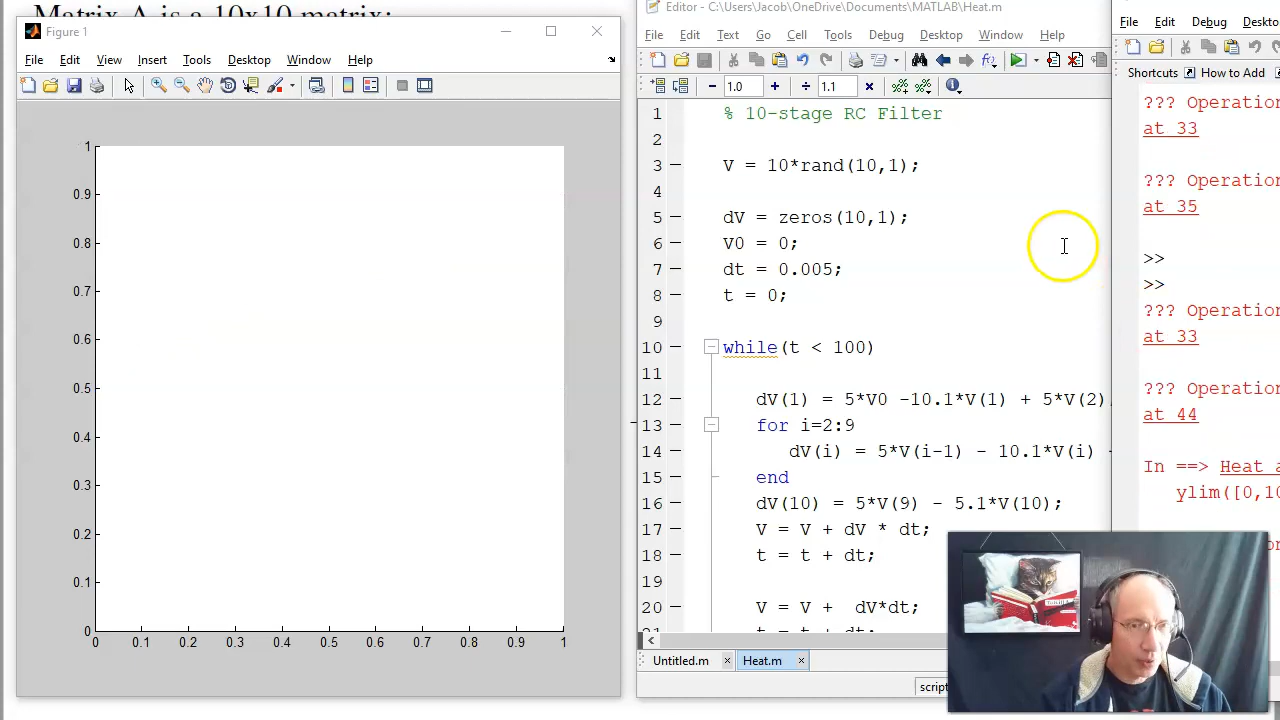 Matrix A is a 10x10 matrix:
Figure 1
File Edit View Insert Tools Desktop Window Help
1
0.9
0.8
0.7
0.6
0.5
0.4
0.3
0.2
0.1
0
0 0.1 0.2 0.3 0.4 0.5 0.6 0.7 0.8 0.9 1
Editor - C:\Users\Jacob\OneDrive\Documents\MATLAB\Heat.m
File Edit Text Go Cell Tools Debug Desktop Window Help
1.0 1.1
1 % 10-stage RC Filter
2
3 V = 10*rand(10,1);
4
5 dV = zeros(10,1);
6 V0 = 0;
7 dt = 0.005;
8 t = 0;
9
10 while(t < 100)
11
12 dV(1) = 5*V0 -10.1*V(1) + 5*V(2)
13 for i=2:9
14 dV(i) = 5*V(i-1) - 10.1*V(i)
15 end
16 dV(10) = 5*V(9) - 5.1*V(10);
17 V = V + dV * dt;
18 t = t + dt;
19
20 V = V + dV*dt;
21 t = t + dt;
Untitled.m Heat.m
script
File Edit Debug Deskto
Shortcuts How to Add
??? Operation
at 33
??? Operation
at 35
>>
>>
??? Operation
at 33
??? Operation
at 44
In ==> Heat a
ylim([0,10